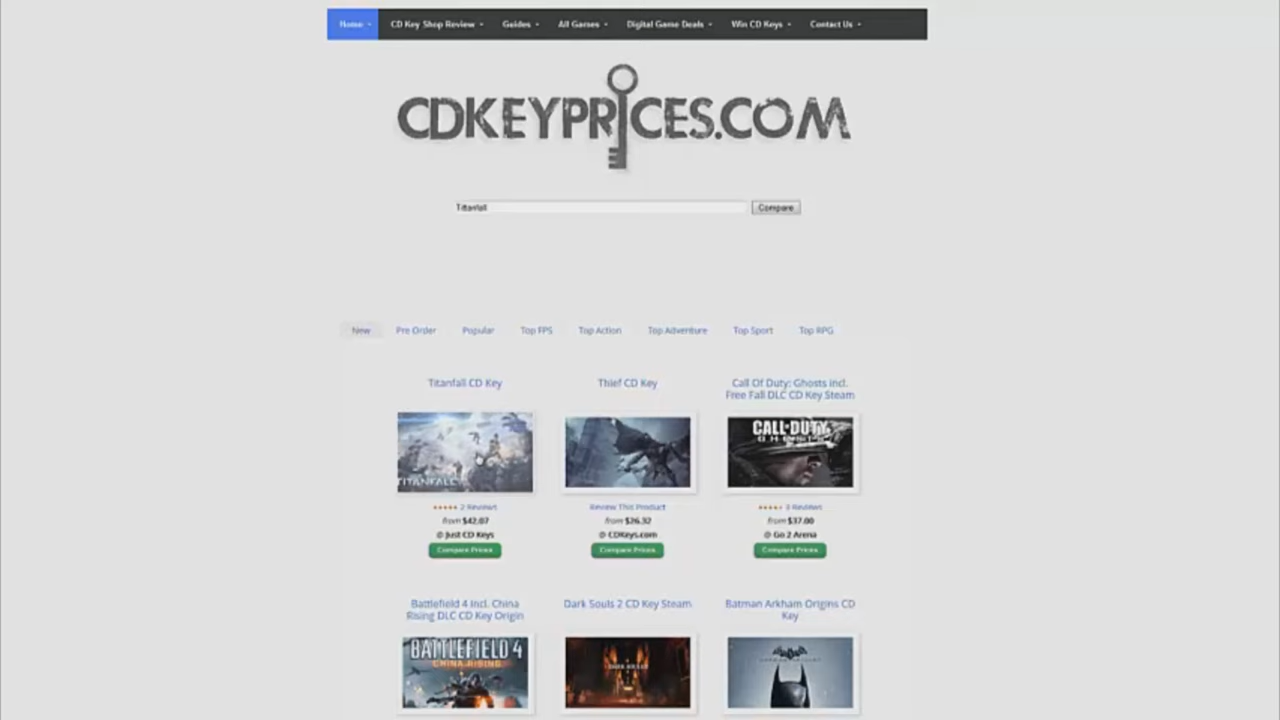 Home CD Key Shop Review Guides All Games Digital Game Deals Win CD Keys Contact Us
CDKEYPRICES.COM
Titanfall Compare
New Pre Order Popular Top FPS Top Action Top Adventure Top Sport Top RPG
Titanfall CD Key
Thief CD Key
Call Of Duty: Ghosts incl.
Free Fall DLC CD Key Steam
TITANFALL
CALL·DUTY
GHOSTS
2 Reviews
Review This Product
3 Reviews
from $42.07
from $26.32
from $37.00
@ Just CD Keys
@ CDKeys.com
@ Go 2 Arena
Compare Prices
Compare Prices
Compare Prices
Battlefield 4 Incl. China
Rising DLC CD Key Origin
Dark Souls 2 CD Key Steam
Batman Arkham Origins CD
Key
BATTLEFIELD 4
CHINA RISING
DARK SOULS